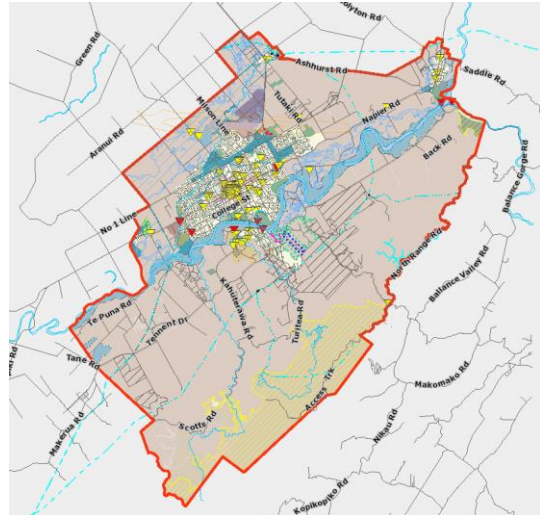 olyton Rd
Green Rd
Ashhurst Rd
Saddle Rd
Milson Line
Tutaki Rd
Napier Rd
Aranui Rd
Back Rd
Balance Gorge Rd
No 1 Line
College St
North Range Rd
Ballance Valley Rd
Te Puna Rd
Kahuterawa Rd
Turitea Rd
Tennent Dr
Tane Rd
Makomako Rd
Access Trk
Scotts Rd
Nikau Rd
Makerua Rd
Kopikopiko Rd